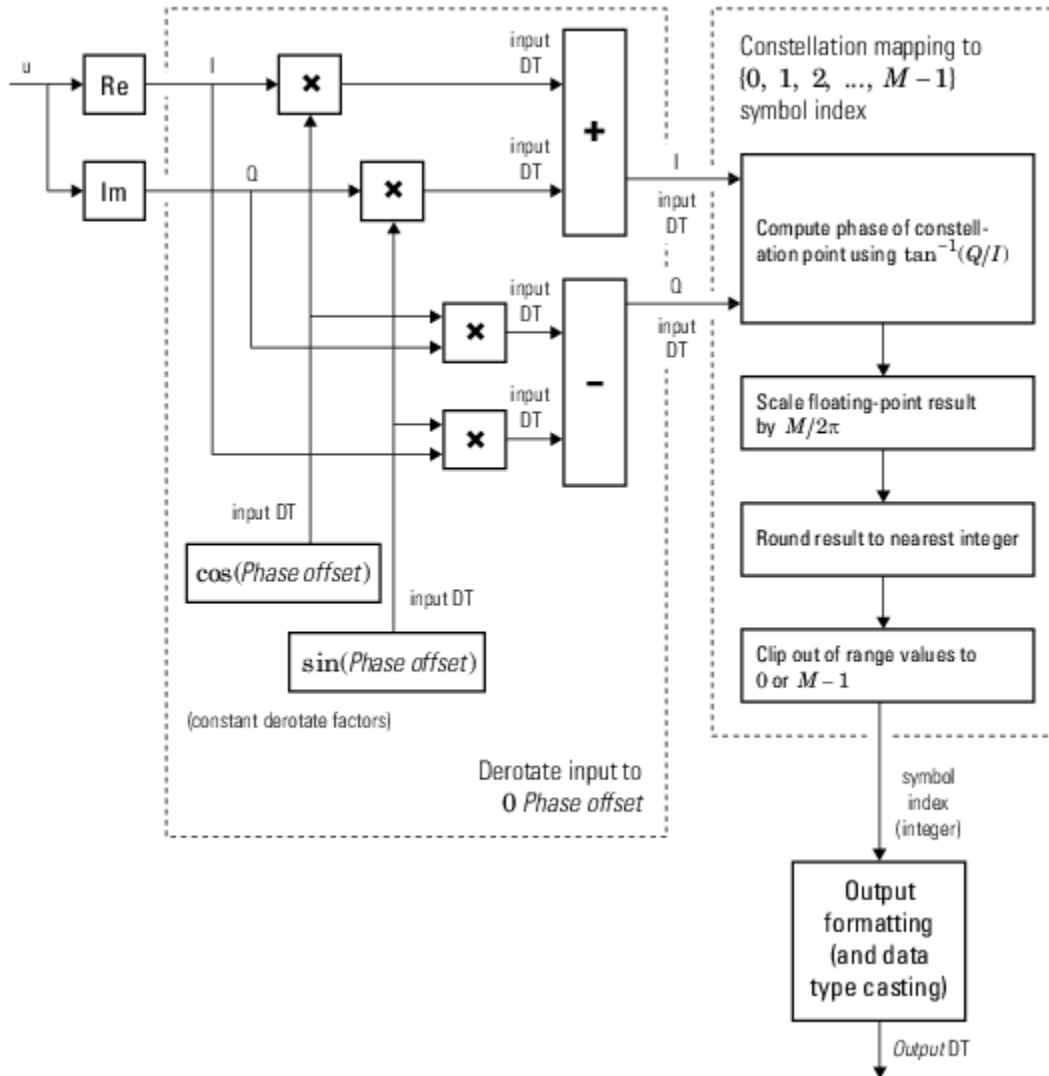 u
Re
I
×
input
DT
+
Im
Q
×
input
DT
I
input
DT
×
input
DT
−
Q
input
DT
×
input
DT
input DT
cos(Phase offset)
input DT
sin(Phase offset)
(constant derotate factors)
Derotate input to
0 Phase offset
Constellation mapping to
{0, 1, 2, ..., M − 1}
symbol index
Compute phase of constell-
ation point using tan⁻¹(Q/I)
Scale floating-point result
by M/2π
Round result to nearest integer
Clip out of range values to
0 or M − 1
symbol
index
(integer)
Output
formatting
(and data
type casting)
Output DT